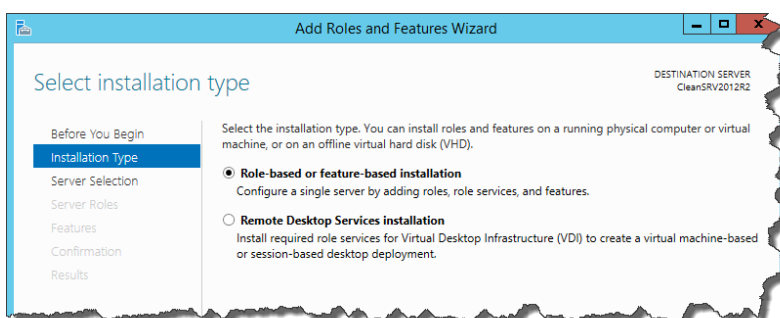 Add Roles and Features Wizard
Select installation type
DESTINATION SERVER
CleanSRV2012R2
Before You Begin
Installation Type
Server Selection
Server Roles
Features
Confirmation
Results
Select the installation type. You can install roles and features on a running physical computer or virtual
machine, or on an offline virtual hard disk (VHD).
Role-based or feature-based installation
Configure a single server by adding roles, role services, and features.
Remote Desktop Services installation
Install required role services for Virtual Desktop Infrastructure (VDI) to create a virtual machine-based
or session-based desktop deployment.